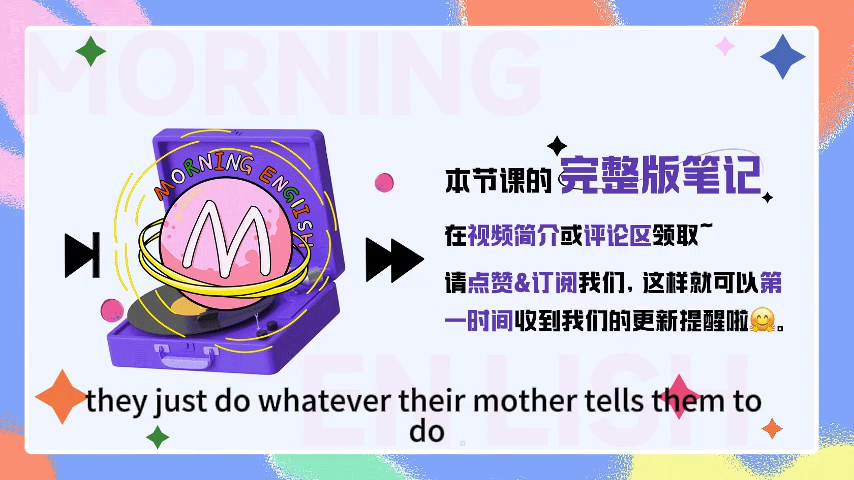 MORNING
MORNING ENGLISH
M
本节课的 完整版笔记
在视频简介或评论区领取~
请点赞&订阅我们，这样就可以第
一时间收到我们的更新提醒啦🤗。
EN LISH
they just do whatever their mother tells them to
do